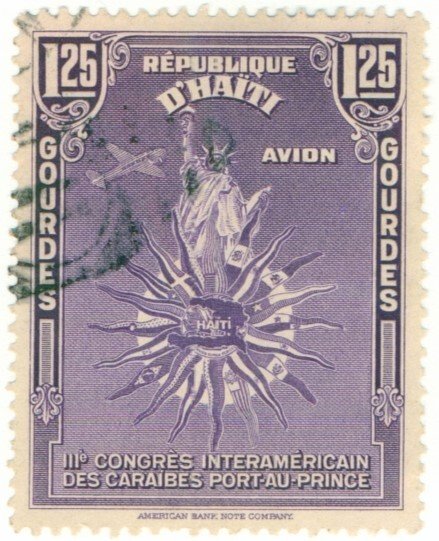 1.25 RÉPUBLIQUE 1.25
D'HAÏTI
AVION
GOURDES GOURDES
HAÏTI
IIIᵉ CONGRÈS INTERAMÉRICAIN
DES CARAÏBES PORT-AU-PRINCE
AMERICAN BANK NOTE COMPANY.